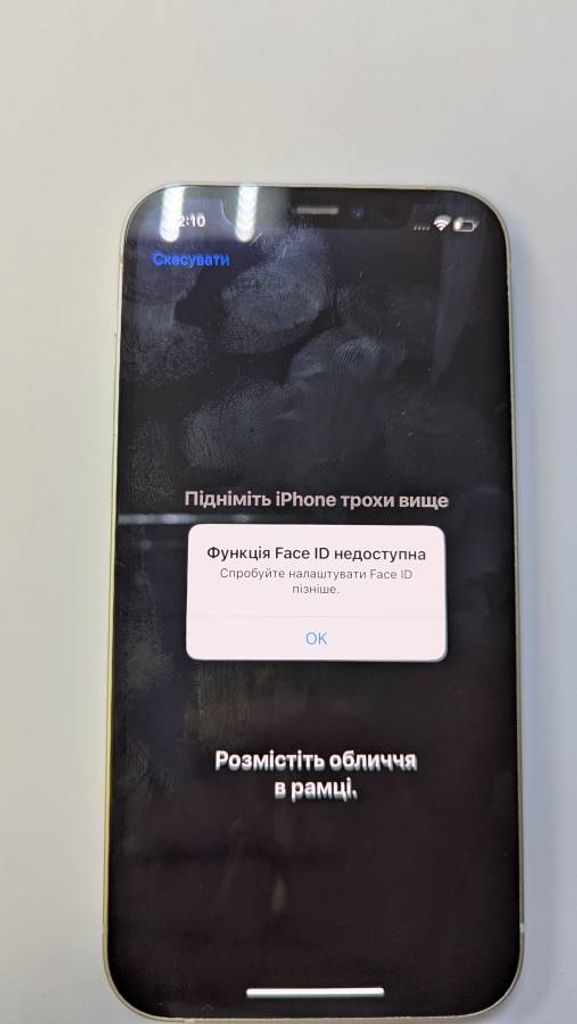 2:10
Скасувати
Підніміть iPhone трохи вище
Функція Face ID недоступна
Спробуйте налаштувати Face ID
пізніше.
OK
Розмістіть обличчя
в рамці.